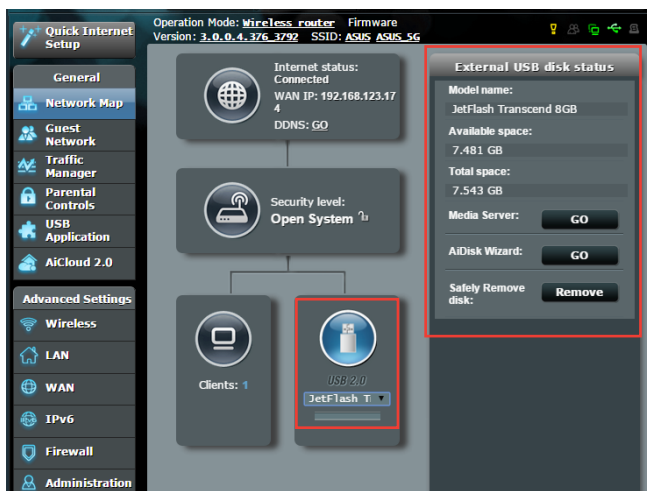 Operation Mode: Wireless router Firmware
Version: 3.0.0.4.376_3792 SSID: ASUS ASUS_5G
Quick Internet
Setup
General
Network Map
Guest
Network
Traffic
Manager
Parental
Controls
USB
Application
AiCloud 2.0
Advanced Settings
Wireless
LAN
WAN
IPv6
Firewall
Administration
Internet status:
Connected
WAN IP: 192.168.123.17
4
DDNS: GO
Security level:
Open System
Clients: 1
USB 2.0
JetFlash T
External USB disk status
Model name:
JetFlash Transcend 8GB
Available space:
7.481 GB
Total space:
7.543 GB
Media Server: GO
AiDisk Wizard: GO
Safely Remove
disk: Remove